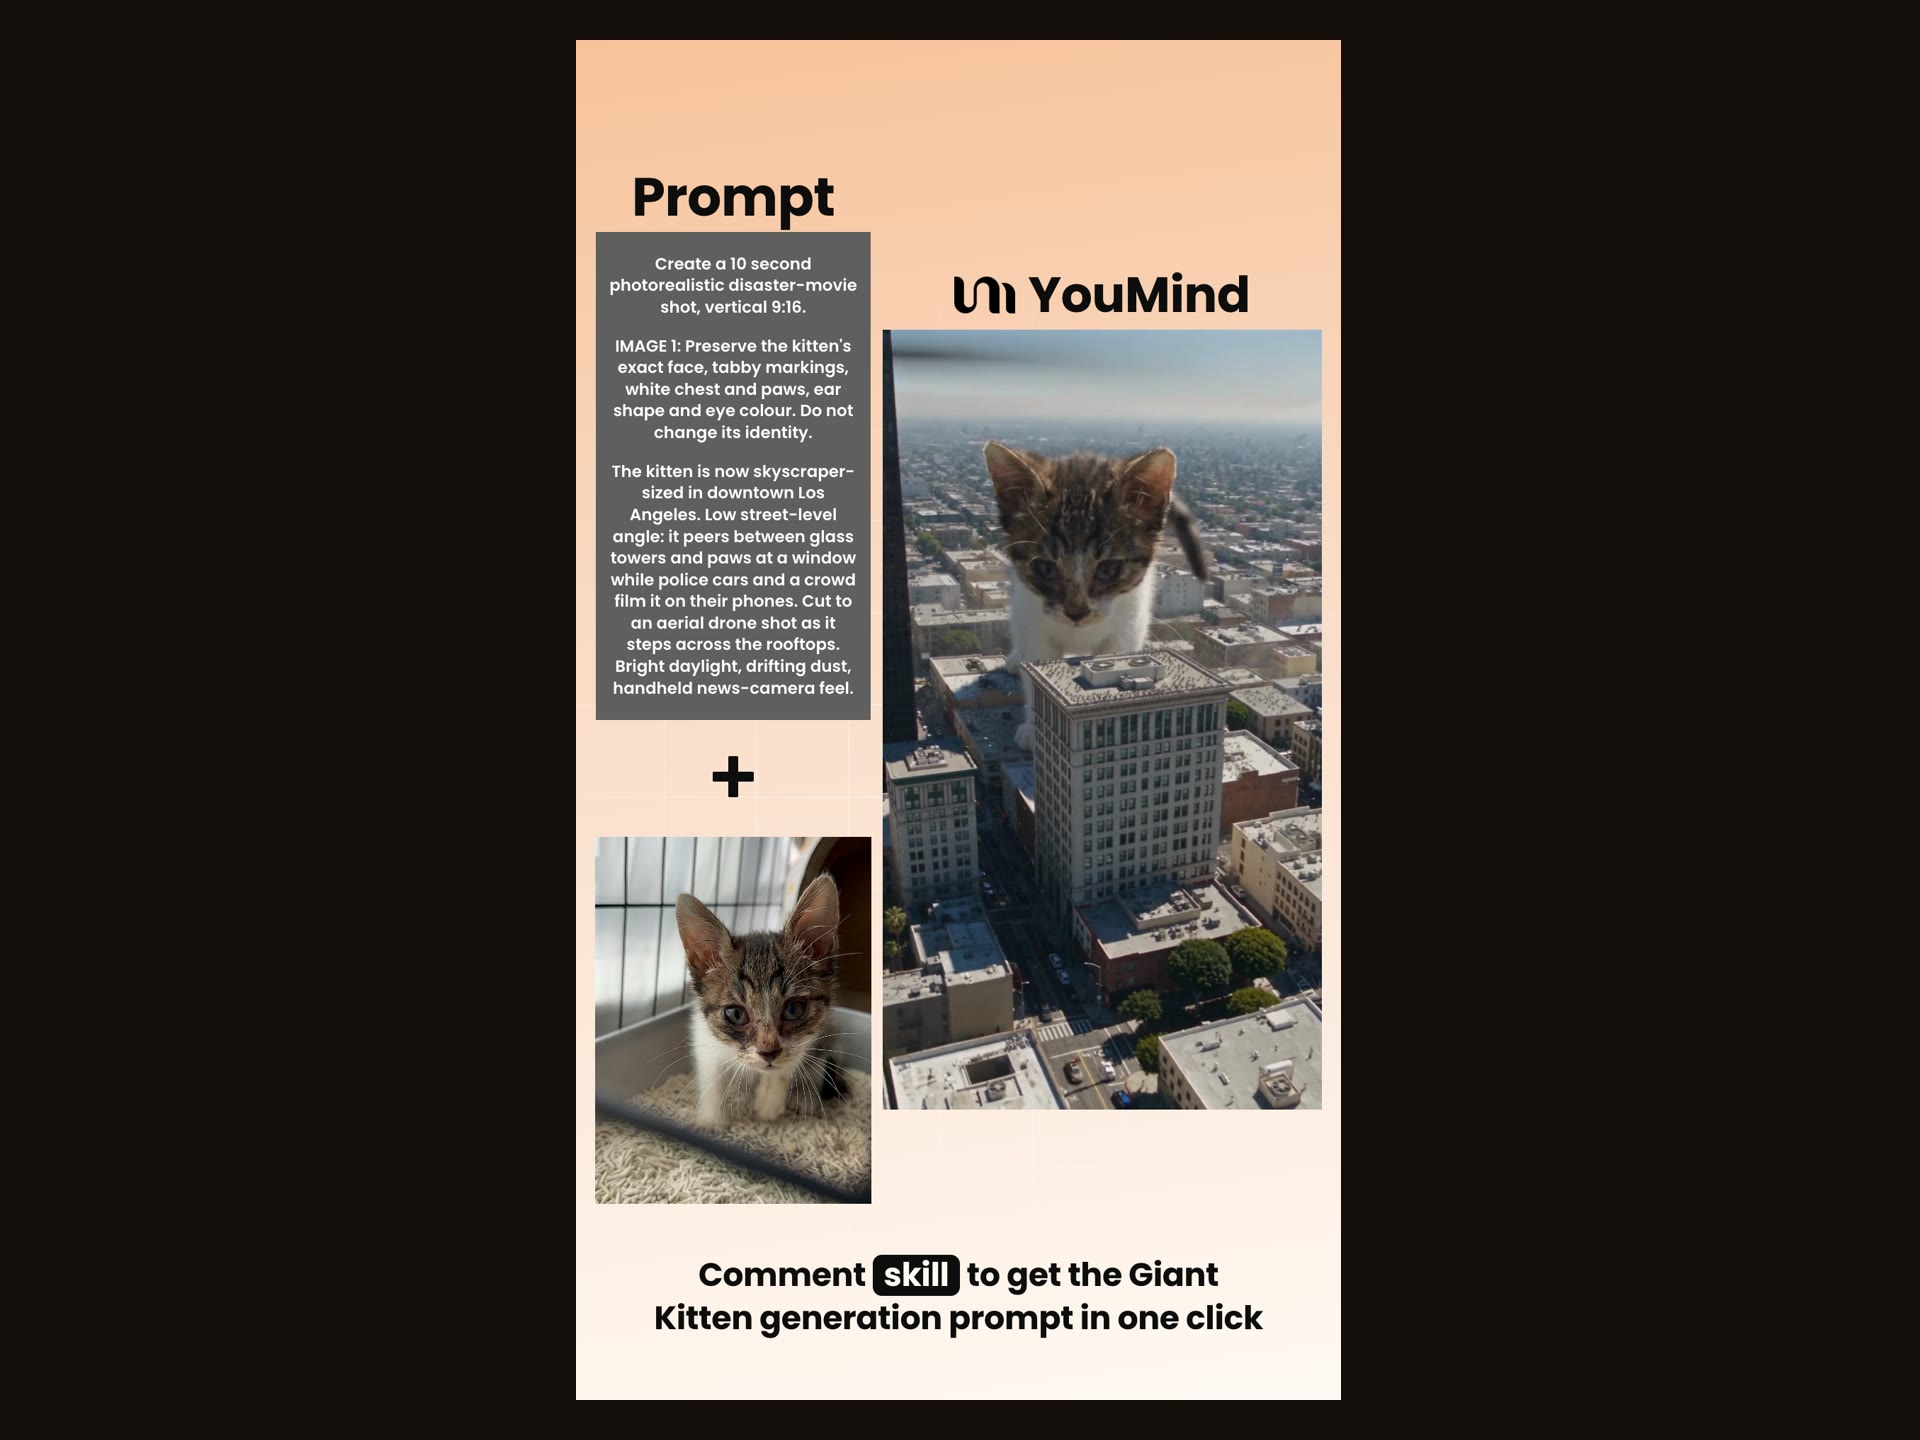 Prompt
Create a 10 second
photorealistic disaster-movie
shot, vertical 9:16.
IMAGE 1: Preserve the kitten's
exact face, tabby markings,
white chest and paws, ear
shape and eye colour. Do not
change its identity.
The kitten is now skyscraper-
sized in downtown Los
Angeles. Low street-level
angle: it peers between glass
towers and paws at a window
while police cars and a crowd
film it on their phones. Cut to
an aerial drone shot as it
steps across the rooftops.
Bright daylight, drifting dust,
handheld news-camera feel.
+
YouMind
Comment skill to get the Giant
Kitten generation prompt in one click